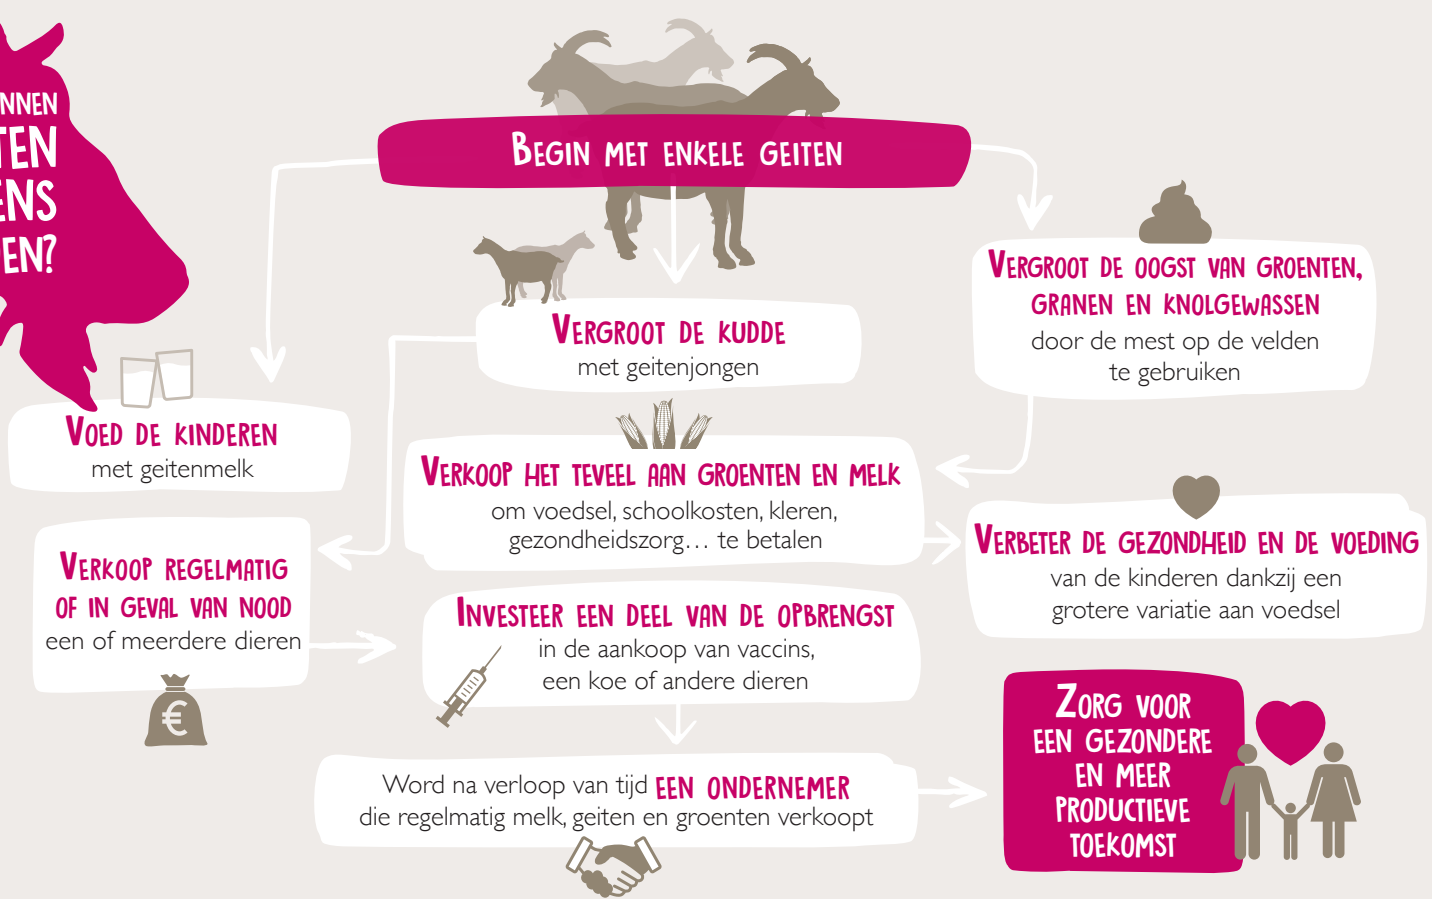 BEGIN MET ENKELE GEITEN
VERGROOT DE OOGST VAN GROENTEN,
GRANEN EN KNOLGEWASSEN
door de mest op de velden
te gebruiken
VERGROOT DE KUDDE
met geitenjongen
VOED DE KINDEREN
met geitenmelk
VERKOOP HET TEVEEL AAN GROENTEN EN MELK
om voedsel, schoolkosten, kleren,
gezondheidszorg… te betalen
VERBETER DE GEZONDHEID EN DE VOEDING
van de kinderen dankzij een
grotere variatie aan voedsel
VERKOOP REGELMATIG
OF IN GEVAL VAN NOOD
een of meerdere dieren
€
INVESTEER EEN DEEL VAN DE OPBRENGST
in de aankoop van vaccins,
een koe of andere dieren
Word na verloop van tijd EEN ONDERNEMER
die regelmatig melk, geiten en groenten verkoopt
ZORG VOOR
EEN GEZONDERE
EN MEER
PRODUCTIEVE
TOEKOMST